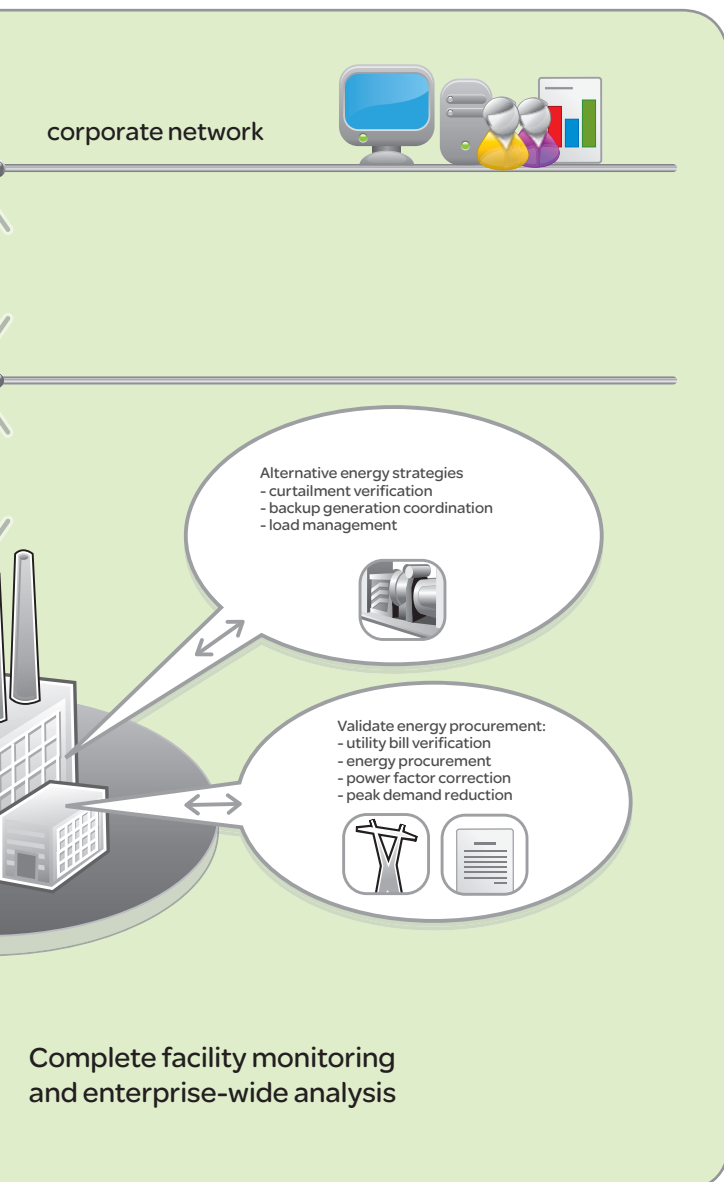 corporate network
Alternative energy strategies
- curtailment verification
- backup generation coordination
- load management
Validate energy procurement:
- utility bill verification
- energy procurement
- power factor correction
- peak demand reduction
Complete facility monitoring
and enterprise-wide analysis